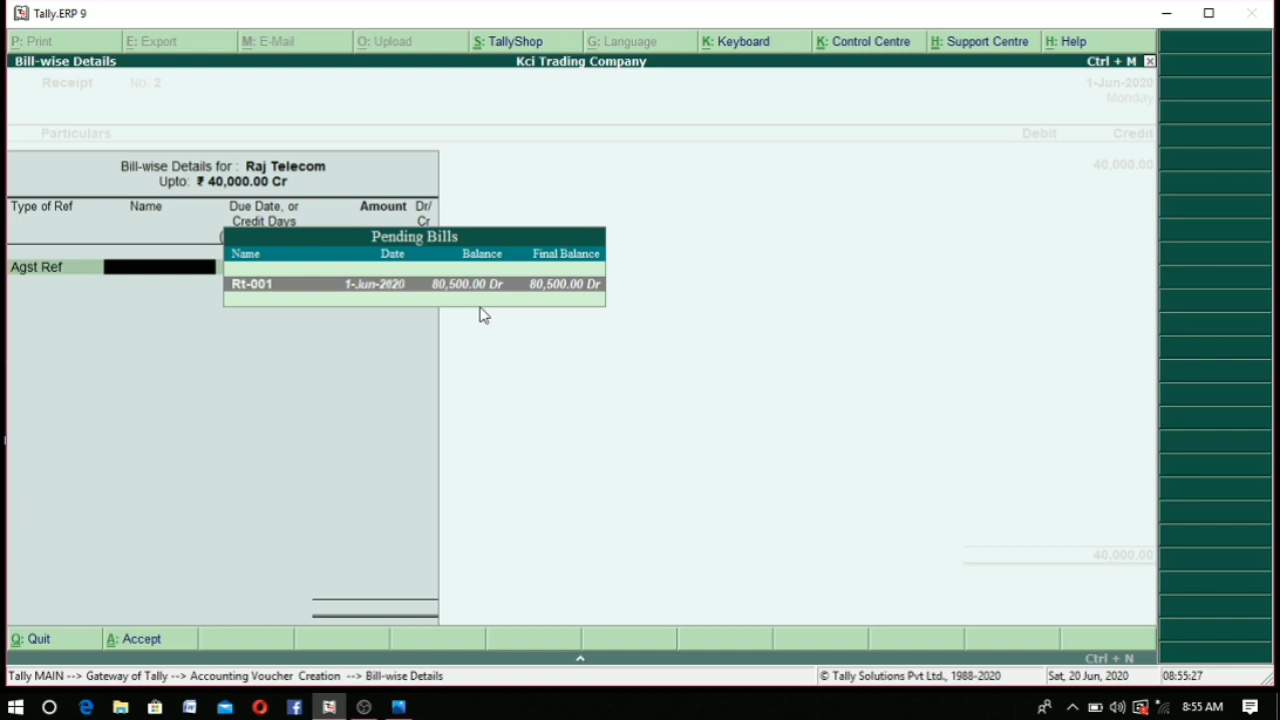 Tally.ERP 9
P: Print E: Export M: E-Mail O: Upload S: TallyShop G: Language K: Keyboard K: Control Centre H: Support Centre H: Help
Bill-wise Details Kci Trading Company Ctrl + M
Receipt No. 2 1-Jun-2020
Monday
Particulars Debit Credit
40,000.00
Bill-wise Details for : Raj Telecom
Upto: ₹ 40,000.00 Cr
Type of Ref Name Due Date, or Amount Dr/
Credit Days Cr
Pending Bills
Name Date Balance Final Balance
Agst Ref
Rt-001 1-Jun-2020 80,500.00 Dr 80,500.00 Dr
40,000.00
Q: Quit A: Accept
Ctrl + N
Tally MAIN --> Gateway of Tally --> Accounting Voucher Creation --> Bill-wise Details © Tally Solutions Pvt Ltd., 1988-2020 Sat, 20 Jun, 2020 08:55:27
8:55 AM